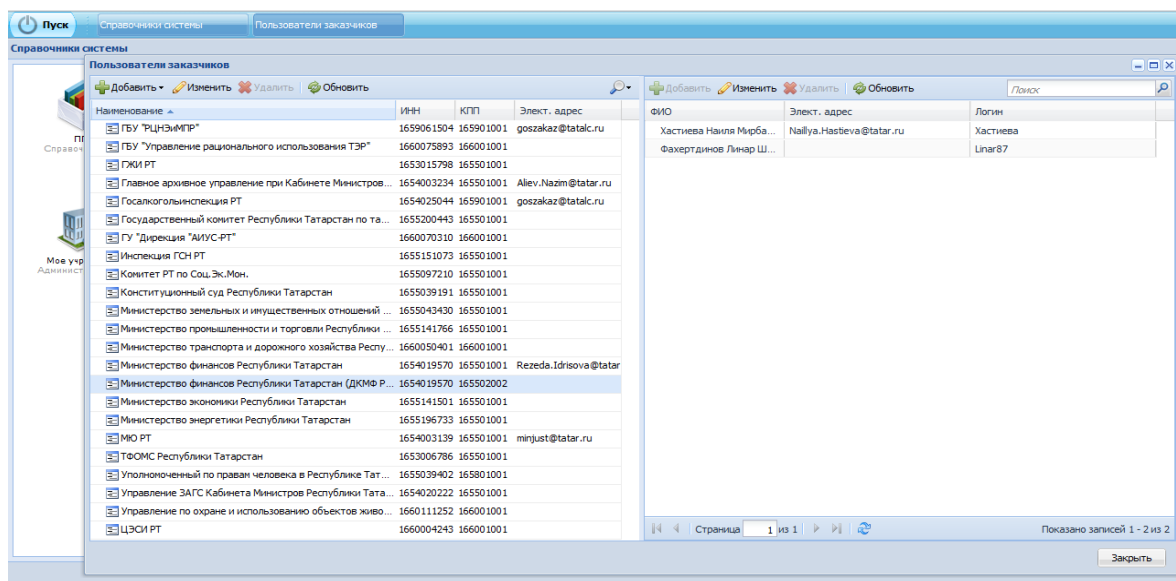 Пуск Справочники системы Пользователи заказчиков
Справочники системы
Пользователи заказчиков
Добавить Изменить Удалить Обновить
Наименование ИНН КПП Элект. адрес
ГБУ "РЦНЭиМПР" 1659061504 165901001 goszakaz@tatalc.ru
ГБУ "Управление рационального использования ТЭР" 1660075893 166001001
ГЖИ РТ 1653015798 165501001
Главное архивное управление при Кабинете Министров... 1654003234 165501001 Aliev.Nazim@tatar.ru
Госалкогольинспекция РТ 1654025044 165901001 goszakaz@tatalc.ru
Государственный комитет Республики Татарстан по та... 1655200443 165501001
ГУ "Дирекция "АИУС-РТ" 1660070310 166001001
Инспекция ГСН РТ 1655151073 165501001
Комитет РТ по Соц.Эк.Мон. 1655097210 165501001
Конституционный суд Республики Татарстан 1655039191 165501001
Министерство земельных и имущественных отношений ... 1655043430 165501001
Министерство промышленности и торговли Республики ... 1655141766 165501001
Министерство транспорта и дорожного хозяйства Респу... 1660050401 166001001
Министерство финансов Республики Татарстан 1654019570 165501001 Rezeda.Idrisova@tatar
Министерство финансов Республики Татарстан (ДКМФ Р... 1654019570 165502002
Министерство экономики Республики Татарстан 1655141501 165501001
Министерство энергетики Республики Татарстан 1655196733 165501001
МЮ РТ 1654003139 165501001 minjust@tatar.ru
ТФОМС Республики Татарстан 1653006786 165501001
Уполномоченный по правам человека в Республике Тат... 1655039402 165801001
Управление ЗАГС Кабинета Министров Республики Тата... 1654020222 165501001
Управление по охране и использованию объектов живо... 1660111252 166001001
ЦЭСИ РТ 1660004243 166001001
Добавить Изменить Удалить Обновить Поиск
ФИО Элект. адрес Логин
Хастиева Наиля Мирба... Naillya.Hastieva@tatar.ru Хастиева
Фахертдинов Линар Ш... Linar87
Страница 1 из 1 Показано записей 1 - 2 из 2
Закрыть
Справоч
Мое учр
Админист